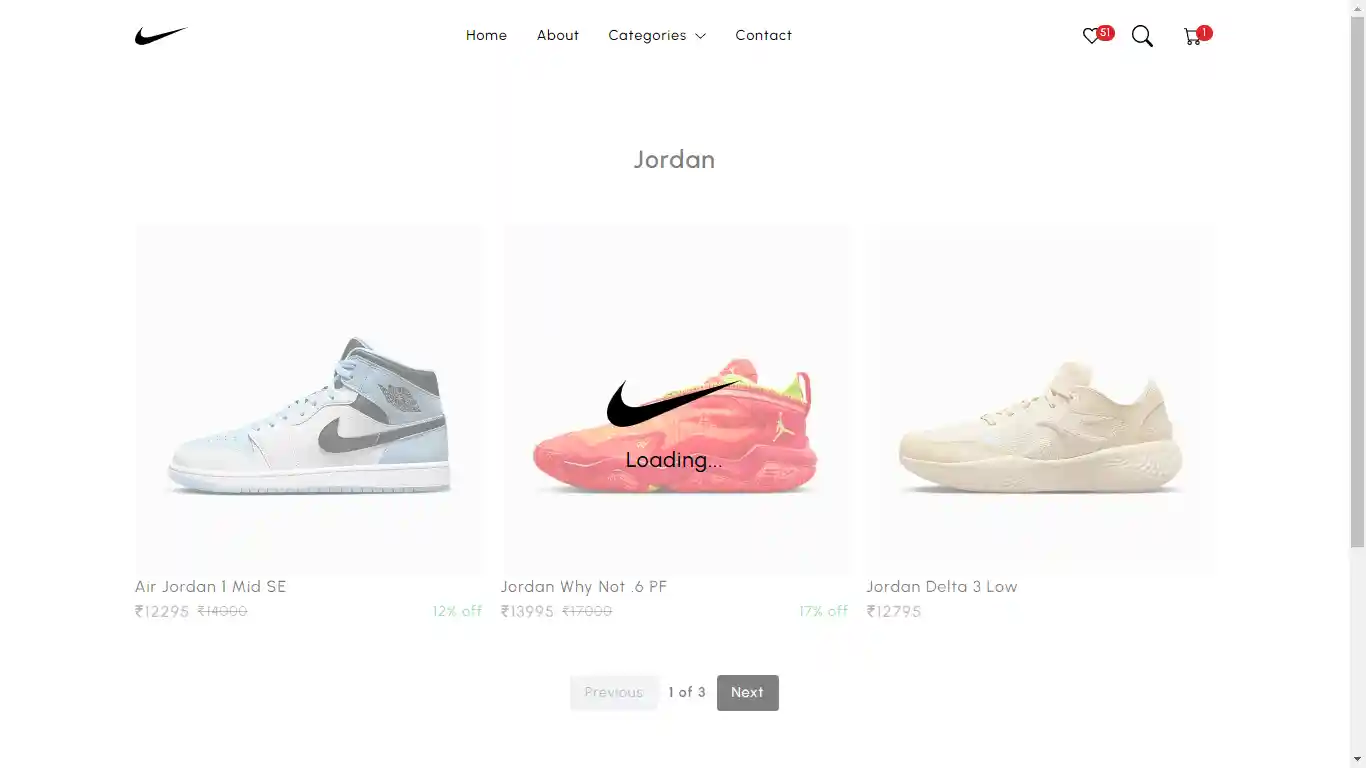 Home About Categories Contact 51 1
Jordan
Loading...
Air Jordan 1 Mid SE
₹12295 ₹14000 12% off
Jordan Why Not .6 PF
₹13995 ₹17000 17% off
Jordan Delta 3 Low
₹12795
Previous 1 of 3 Next